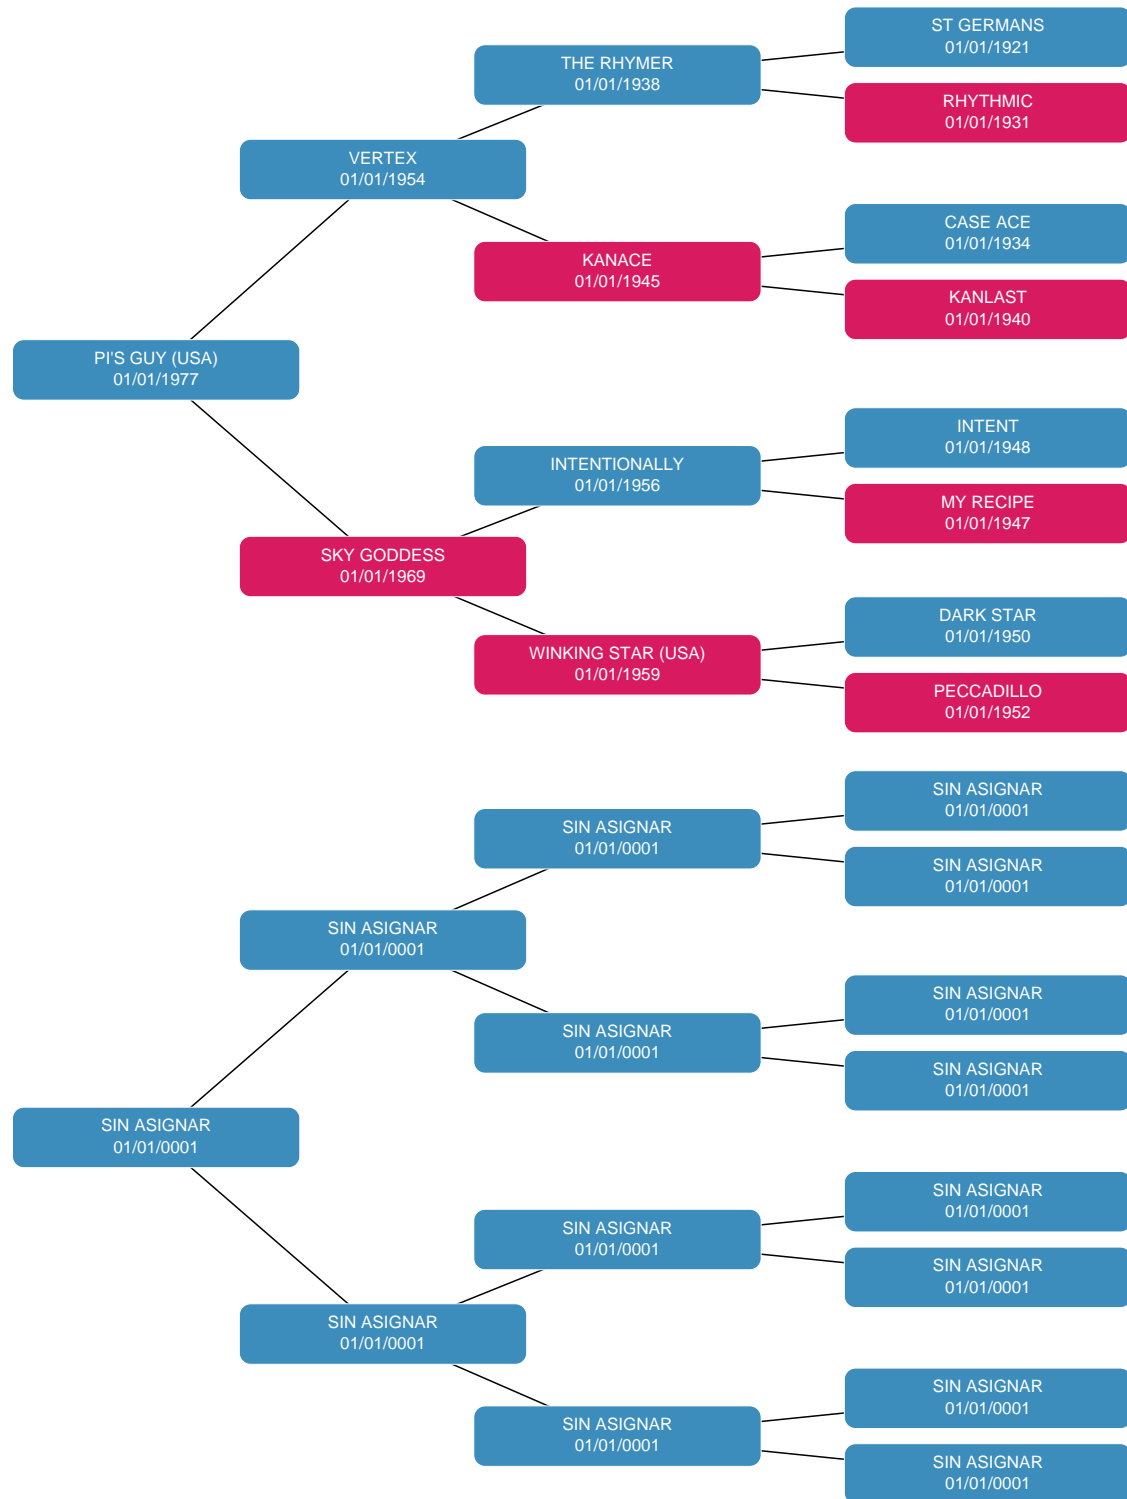 ST GERMANS
01/01/1921
THE RHYMER
01/01/1938
RHYTHMIC
01/01/1931
VERTEX
01/01/1954
CASE ACE
01/01/1934
KANACE
01/01/1945
KANLAST
01/01/1940
PI'S GUY (USA)
01/01/1977
INTENT
01/01/1948
INTENTIONALLY
01/01/1956
MY RECIPE
01/01/1947
SKY GODDESS
01/01/1969
DARK STAR
01/01/1950
WINKING STAR (USA)
01/01/1959
PECCADILLO
01/01/1952
SIN ASIGNAR
01/01/0001
SIN ASIGNAR
01/01/0001
SIN ASIGNAR
01/01/0001
SIN ASIGNAR
01/01/0001
SIN ASIGNAR
01/01/0001
SIN ASIGNAR
01/01/0001
SIN ASIGNAR
01/01/0001
SIN ASIGNAR
01/01/0001
SIN ASIGNAR
01/01/0001
SIN ASIGNAR
01/01/0001
SIN ASIGNAR
01/01/0001
SIN ASIGNAR
01/01/0001
SIN ASIGNAR
01/01/0001
SIN ASIGNAR
01/01/0001
SIN ASIGNAR
01/01/0001